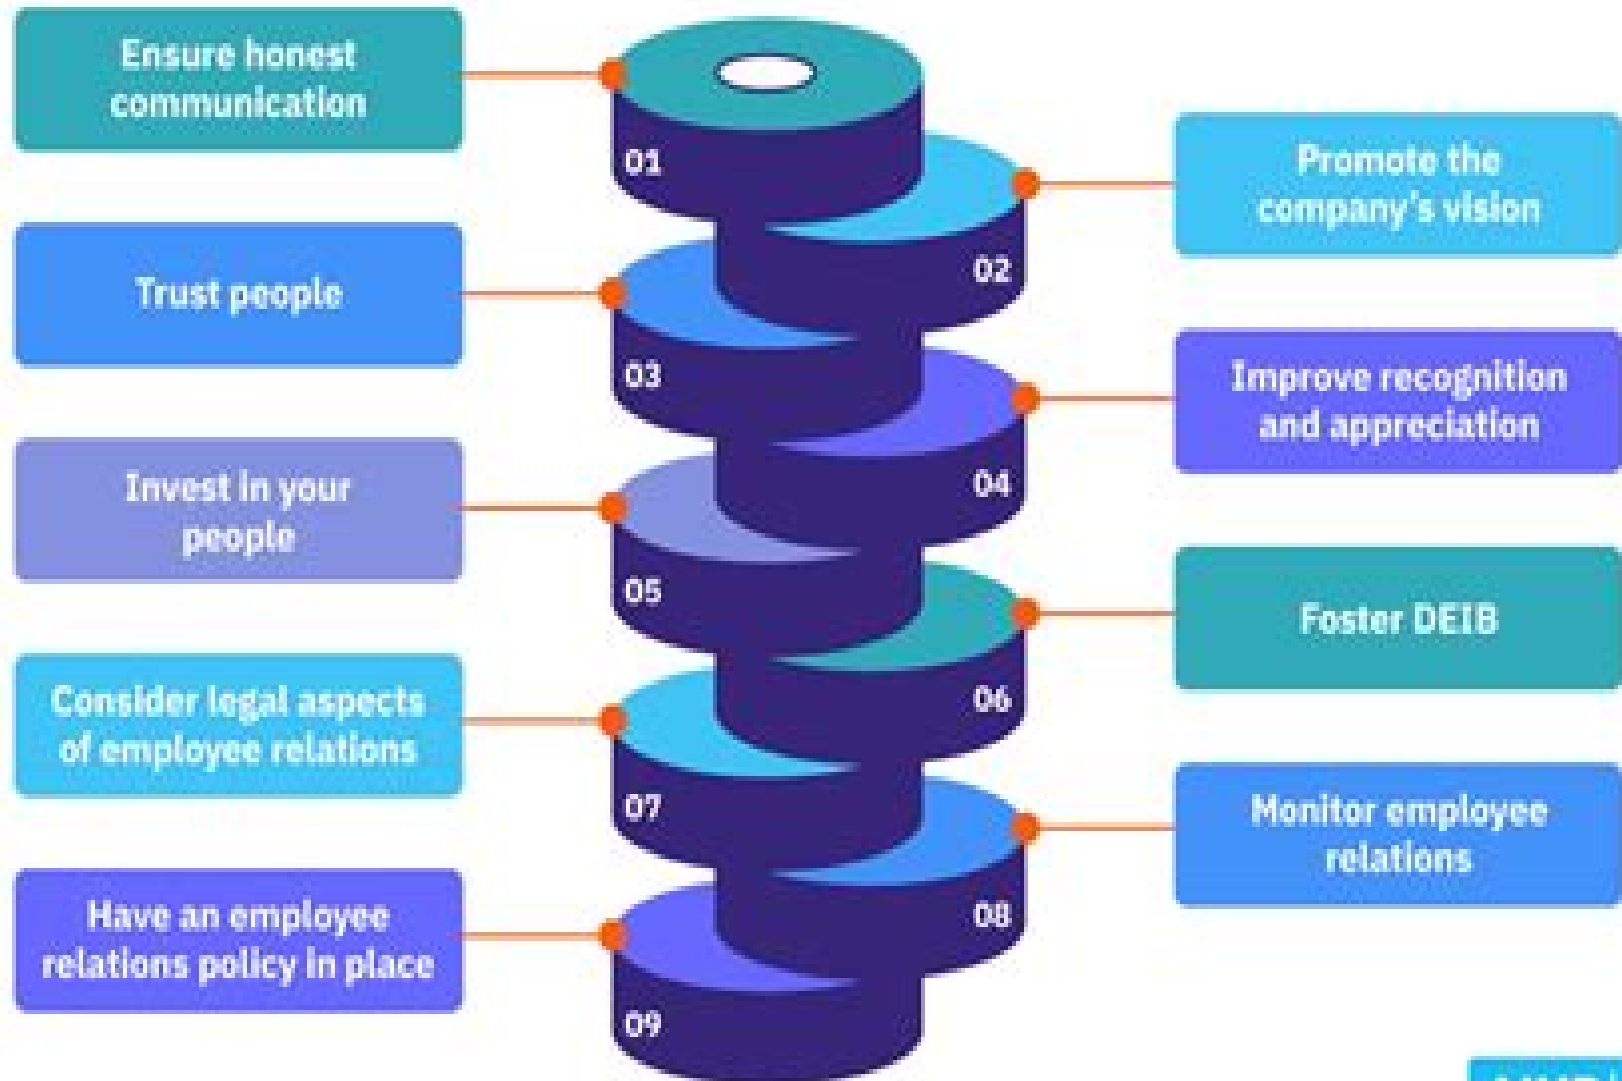 Ensure honest
communication
01
Promote the
company's vision
02
Trust people
03
Improve recognition
and appreciation
04
Invest in your
people
05
Foster DEIB
06
Consider legal aspects
of employee relations
07
Monitor employee
relations
08
Have an employee
relations policy in place
09